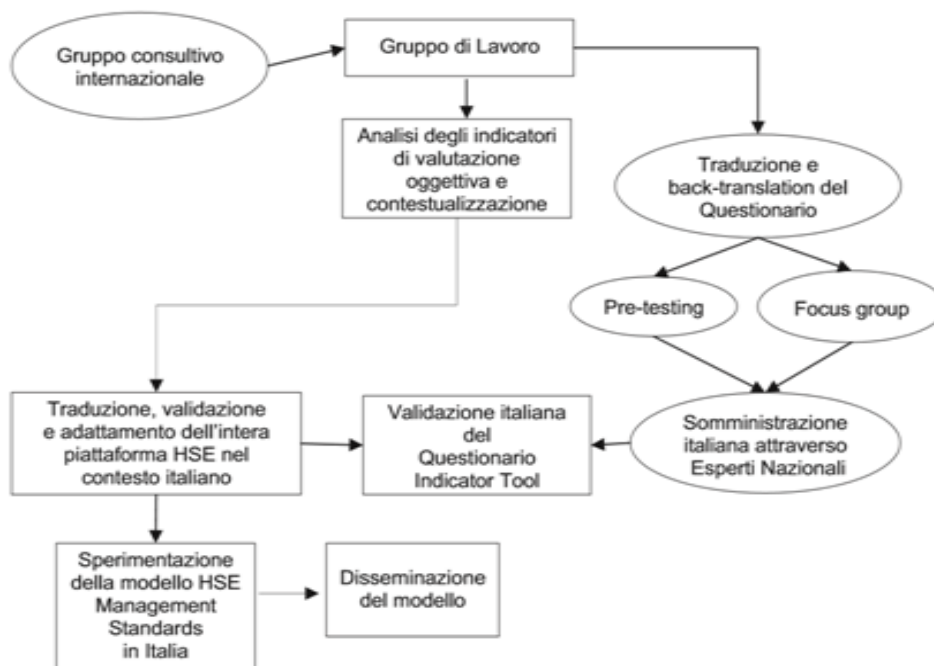 Gruppo consultivo
internazionale
Gruppo di Lavoro
Analisi degli indicatori
di valutazione
oggettiva e
contestualizzazione
Traduzione e
back-translation del
Questionario
Pre-testing
Focus group
Traduzione, validazione
e adattamento dell'intera
piattaforma HSE nel
contesto italiano
Validazione italiana
del
Questionario
Indicator Tool
Somministrazione
italiana attraverso
Esperti Nazionali
Sperimentazione
della modello HSE
Management
Standards
in Italia
Disseminazione
del modello